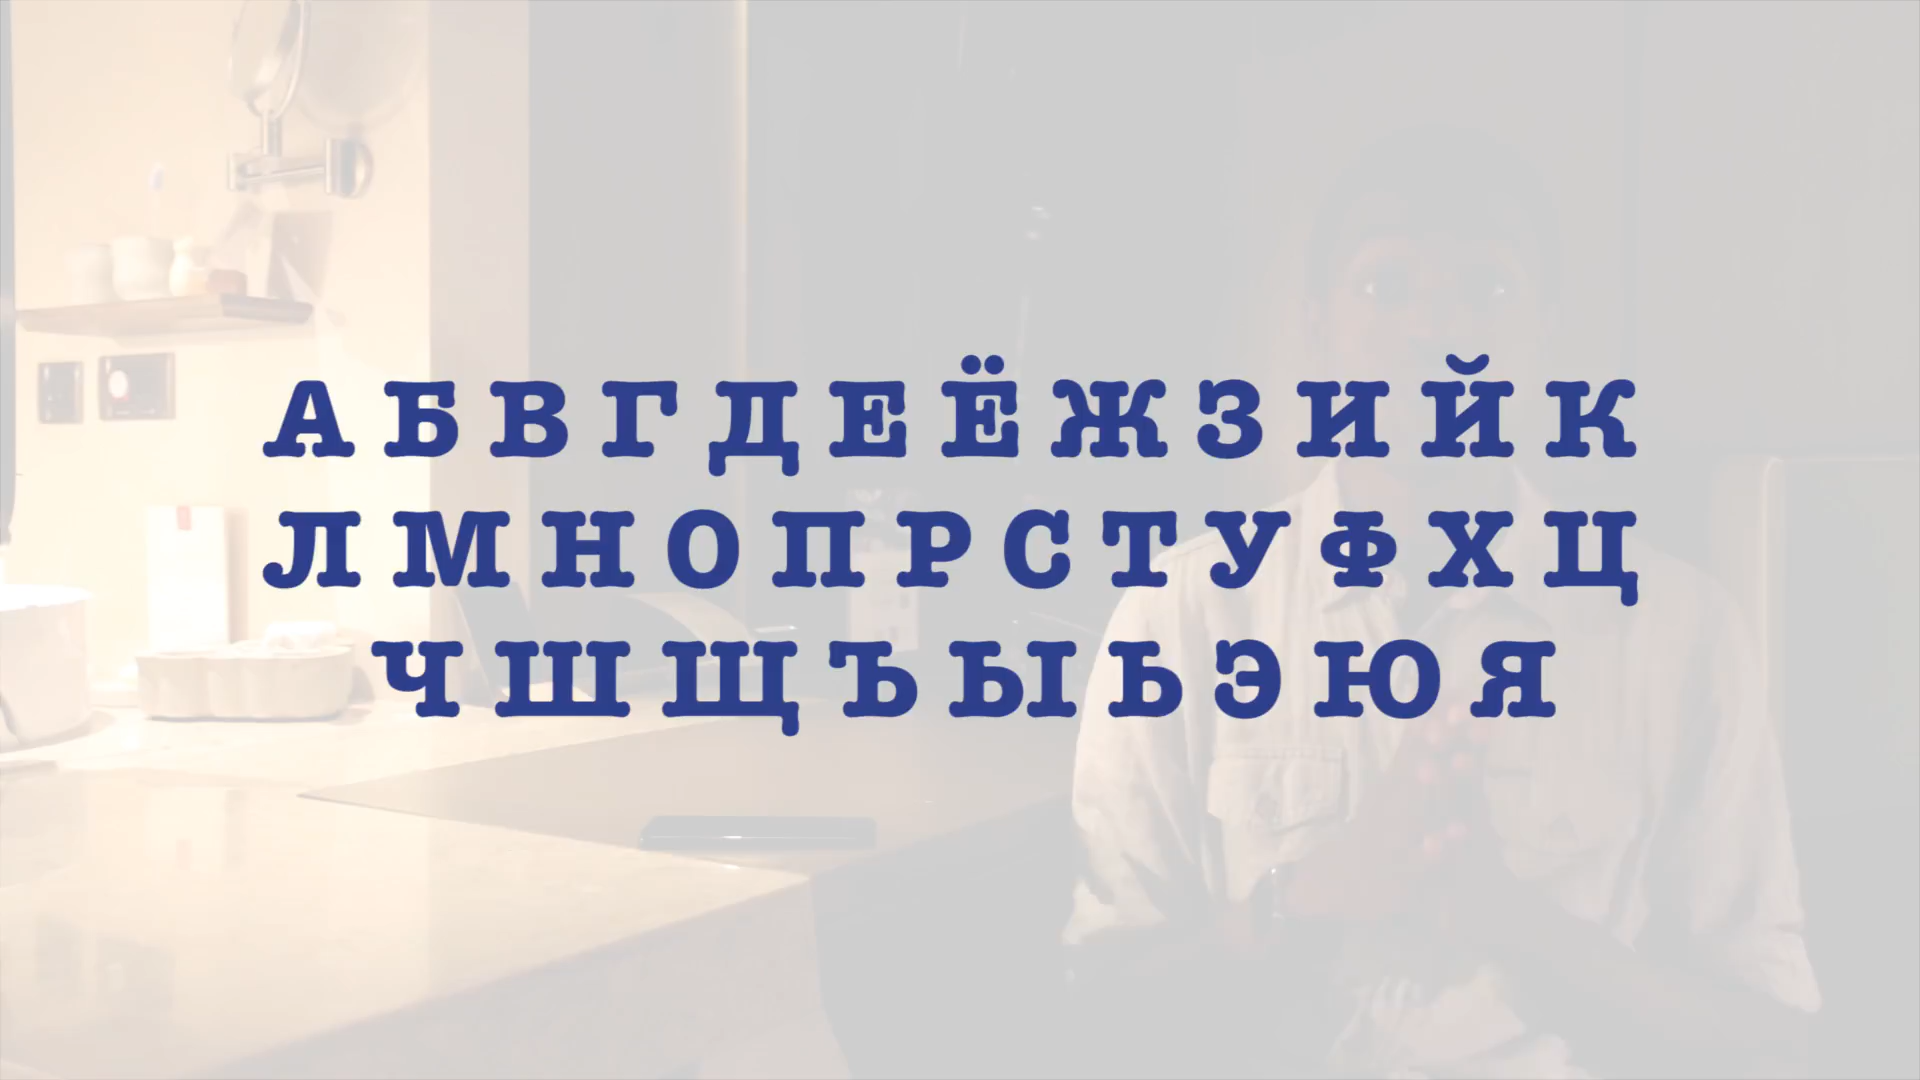 А Б В Г Д Е Ё Ж З И Й К
Л М Н О П Р С Т У Ф Х Ц
Ч Ш Щ Ъ Ы Ь Э Ю Я